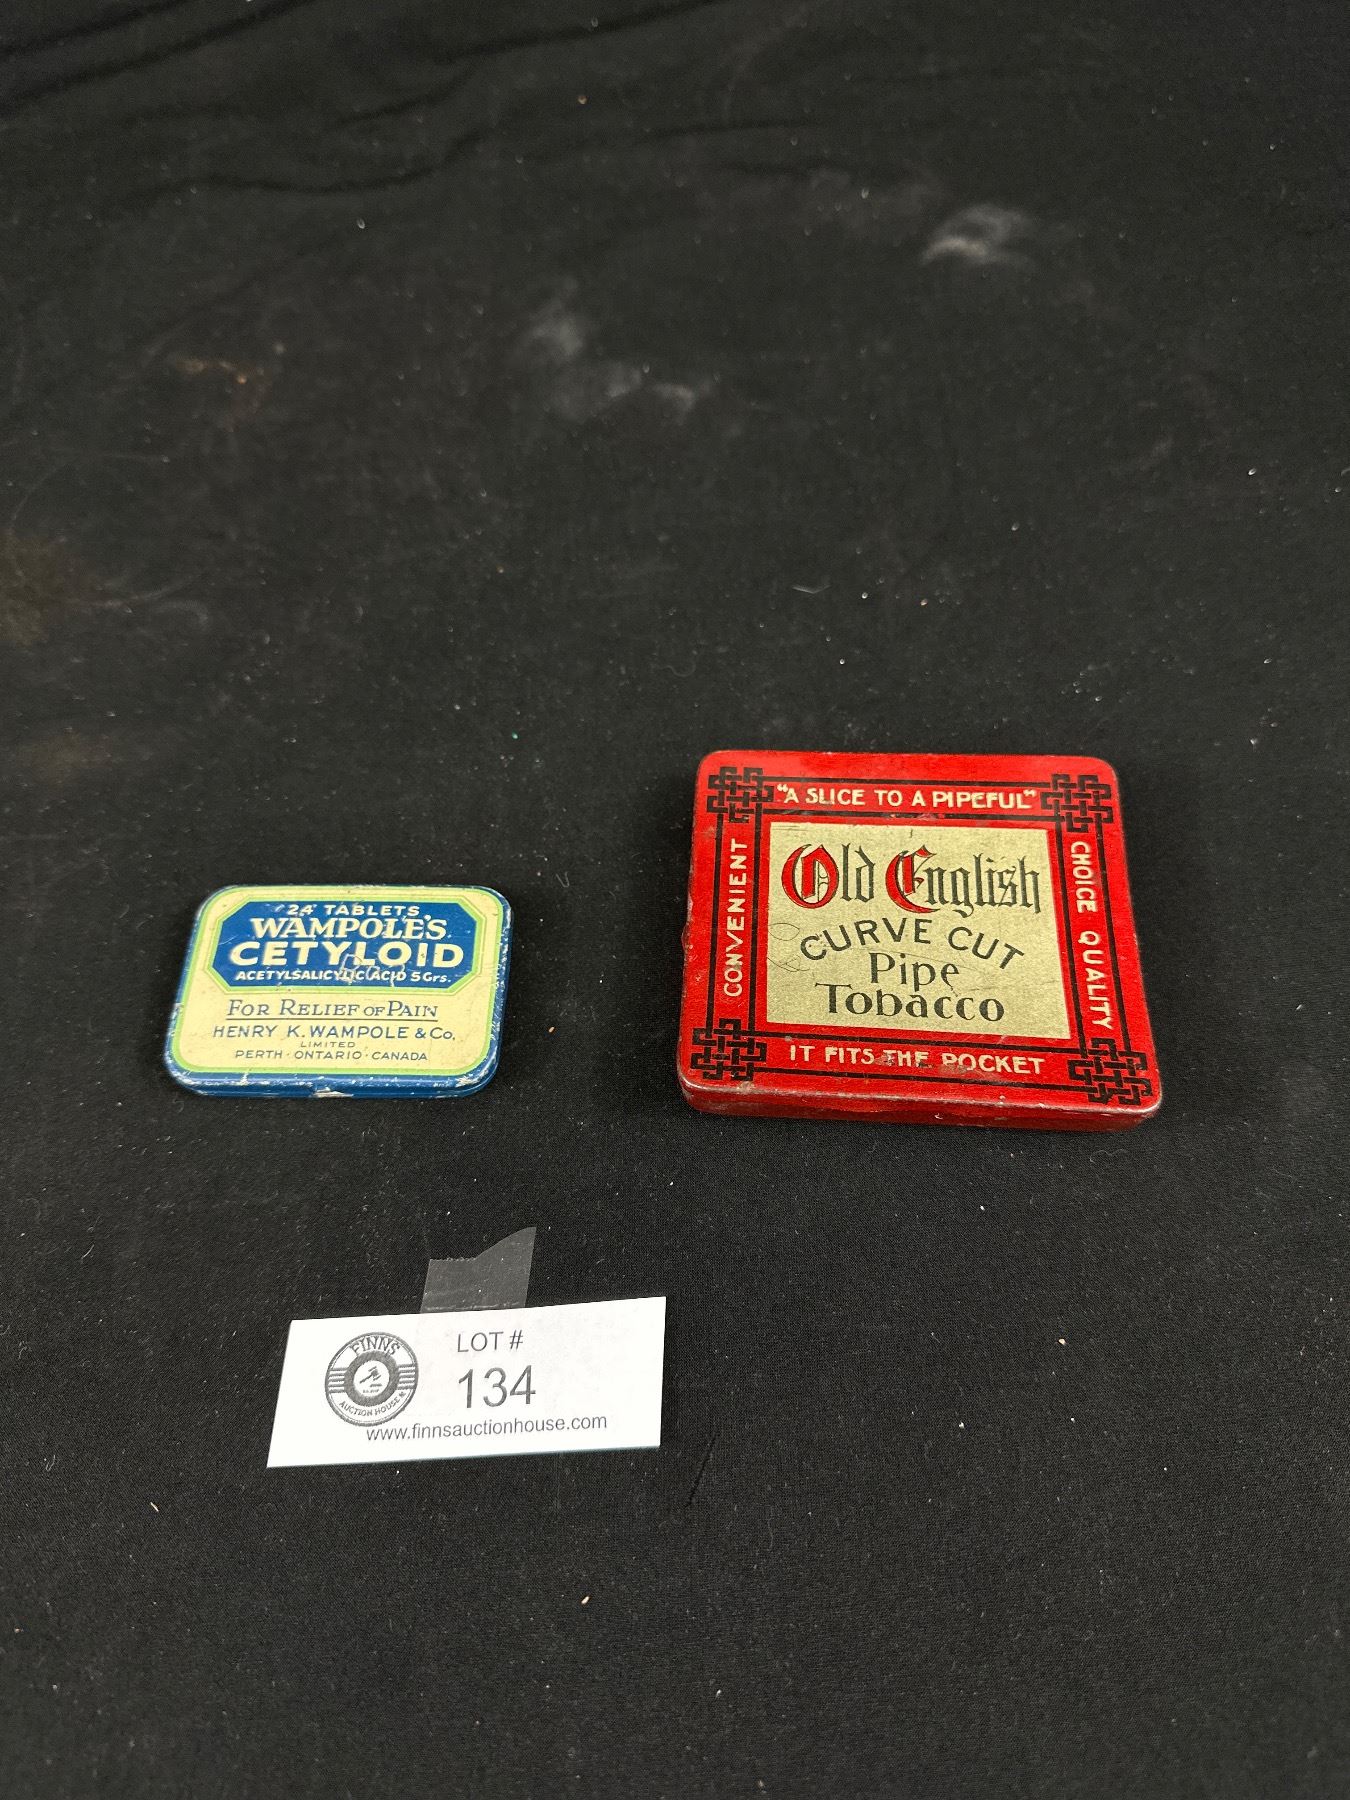 24 TABLETS
WAMPOLE'S
CETYLOID
ACETYLSALICYLIC ACID 5 Grs.
FOR RELIEF OF PAIN
HENRY K. WAMPOLE & Co.
LIMITED
PERTH · ONTARIO · CANADA
"A SLICE TO A PIPEFUL"
CONVENIENT
Old English
CURVE CUT
Pipe
Tobacco
CHOICE QUALITY
IT FITS THE POCKET
FINNS
AUCTION HOUSE
LOT #
134
www.finnsauctionhouse.com